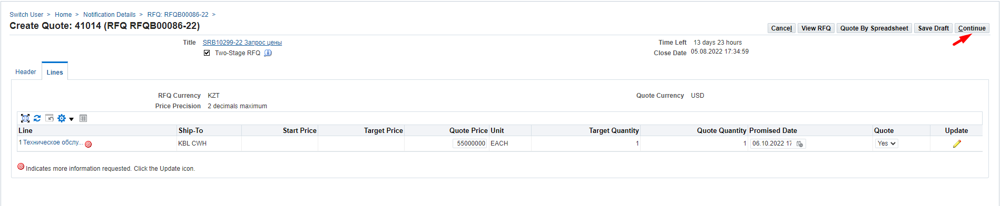 Switch User > Home > Notification Details > RFQ: RFQB00086-22 >
Create Quote: 41014 (RFQ RFQB00086-22)
Cancel View RFQ Quote By Spreadsheet Save Draft Continue
Title SRB10299-22 Запрос цены Time Left 13 days 23 hours
Two-Stage RFQ Close Date 05.08.2022 17:34:59
Header Lines
RFQ Currency KZT Quote Currency USD
Price Precision 2 decimals maximum
Line Ship-To Start Price Target Price Quote Price Unit Target Quantity Quote Quantity Promised Date Quote Update
1 Техническое обслу... KBL CWH 55000000 EACH 1 1 06.10.2022 17 Yes
Indicates more information requested. Click the Update icon.